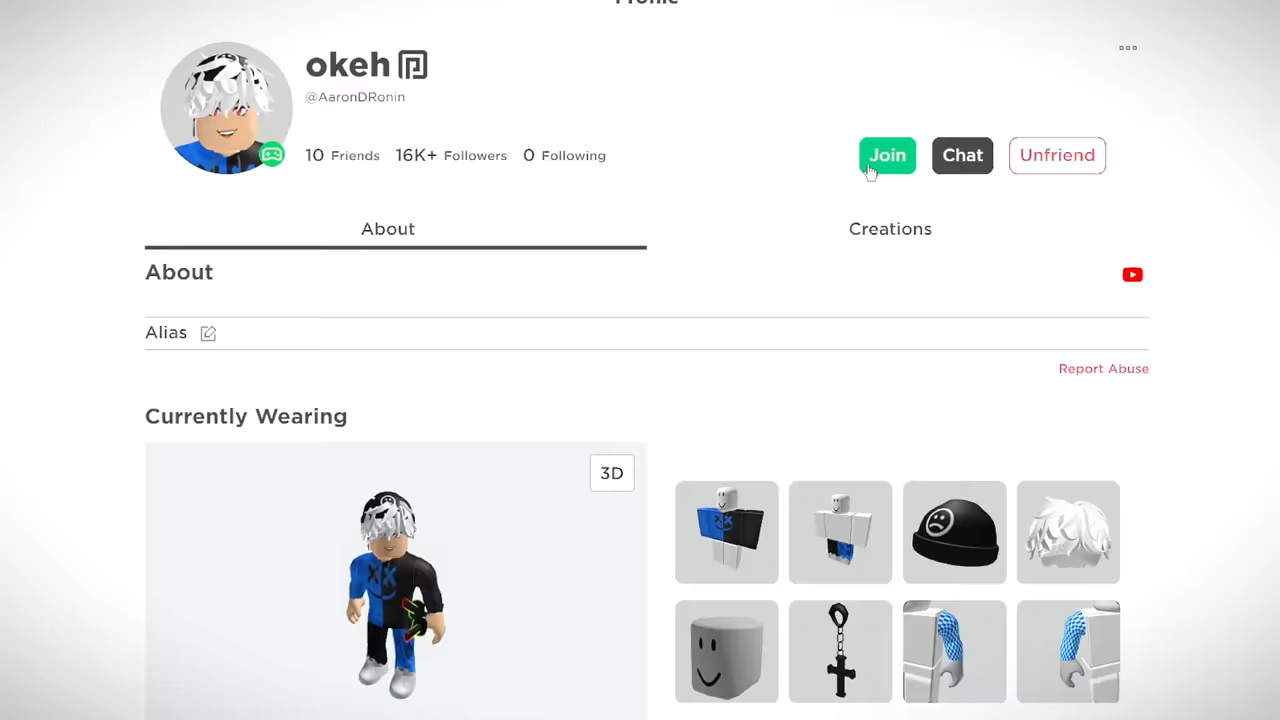 Profile
okeh
@AaronDRonin
10 Friends 16K+ Followers 0 Following
Join Chat Unfriend
About Creations
About
Alias
Report Abuse
Currently Wearing
3D